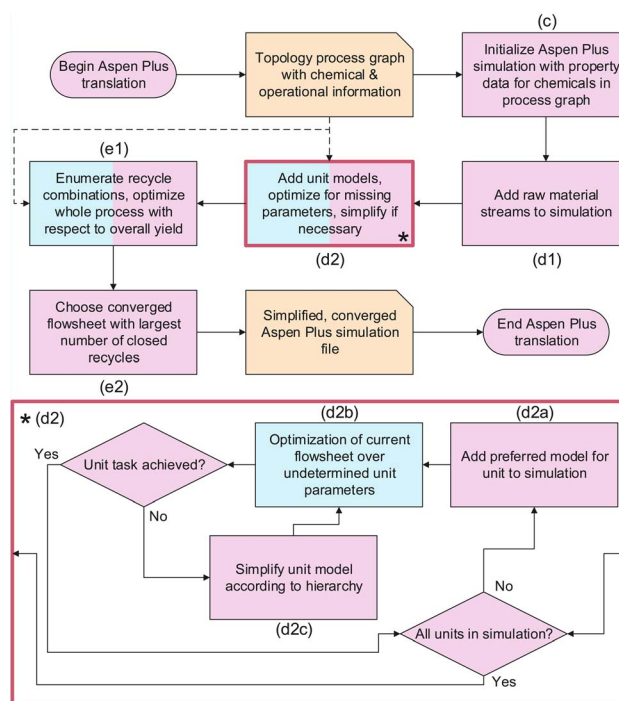 (c)
Begin Aspen Plus
translation
Topology process graph
with chemical &
operational information
Initialize Aspen Plus
simulation with property
data for chemicals in
process graph
(e1)
Enumerate recycle
combinations, optimize
whole process with
respect to overall yield
Add unit models,
optimize for missing
parameters, simplify if
necessary
*
(d2)
Add raw material
streams to simulation
(d1)
Choose converged
flowsheet with largest
number of closed
recycles
(e2)
Simplified, converged
Aspen Plus simulation
file
End Aspen Plus
translation
* (d2)
Yes
Unit task achieved?
No
(d2b)
Optimization of current
flowsheet over
undetermined unit
parameters
(d2a)
Add preferred model for
unit to simulation
Simplify unit model
according to hierarchy
(d2c)
No
All units in simulation?
Yes